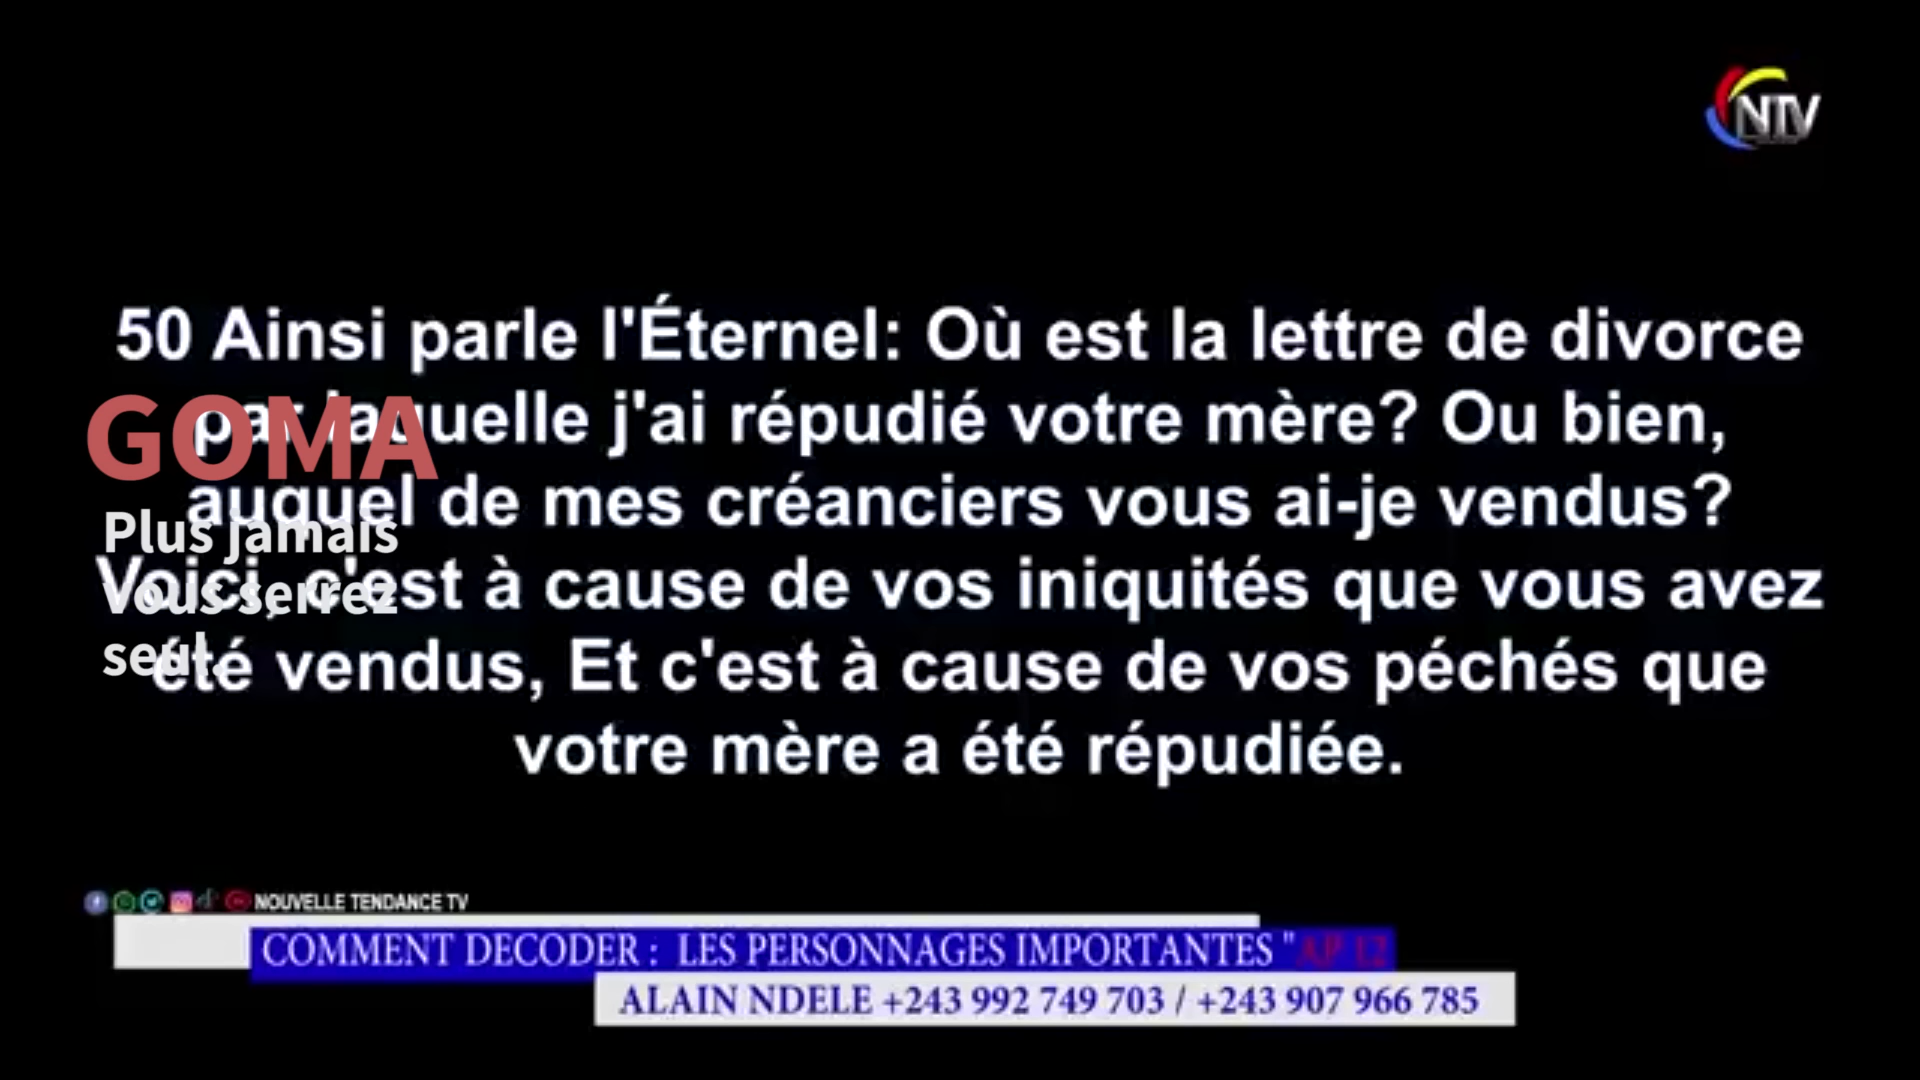 NTV
50 Ainsi parle l'Éternel: Où est la lettre de divorce
par laquelle j'ai répudié votre mère? Ou bien,
auquel de mes créanciers vous ai-je vendus?
Voici, c'est à cause de vos iniquités que vous avez
été vendus, Et c'est à cause de vos péchés que
votre mère a été répudiée.
GOMA
Plus jamais
Vous serrez
seul.
NOUVELLE TENDANCE TV
COMMENT DECODER : LES PERSONNAGES IMPORTANTES "AP 12
ALAIN NDELE +243 992 749 703 / +243 907 966 785